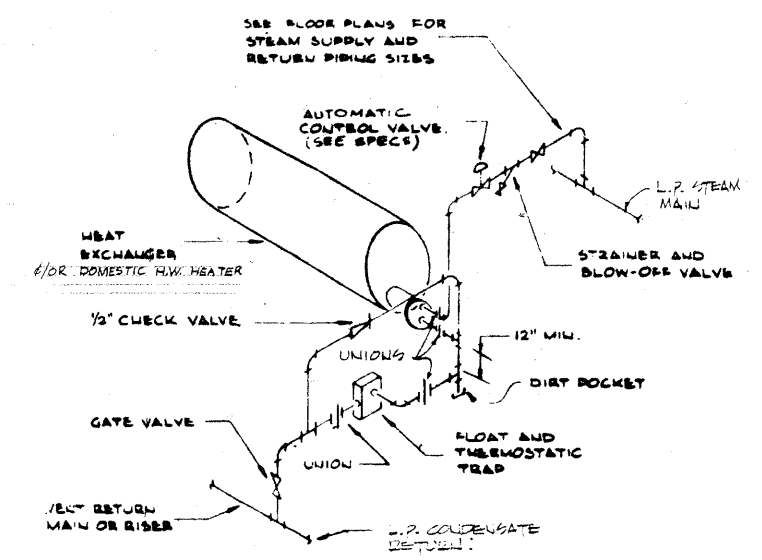 SEE FLOOR PLANS FOR
STEAM SUPPLY AND
RETURN PIPING SIZES
AUTOMATIC
CONTROL VALVE.
(SEE SPECS)
L.P. STEAM
MAIN
HEAT
EXCHANGER
&/OR DOMESTIC H.W. HEATER
STRAINER AND
BLOW-OFF VALVE
1/2" CHECK VALVE
12" MIN.
UNIONS
DIRT POCKET
GATE VALVE
FLOAT AND
THERMOSTATIC
TRAP
UNION
RETURN
MAIN OR RISER
L.P. CONDENSATE
RETURN